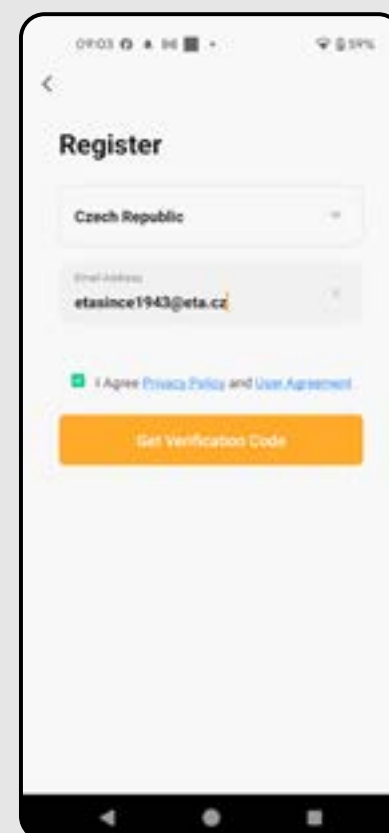 09:03
59%
Register
Czech Republic
Email Address
etasince1943@eta.cz
I Agree Privacy Policy and User Agreement
Get Verification Code